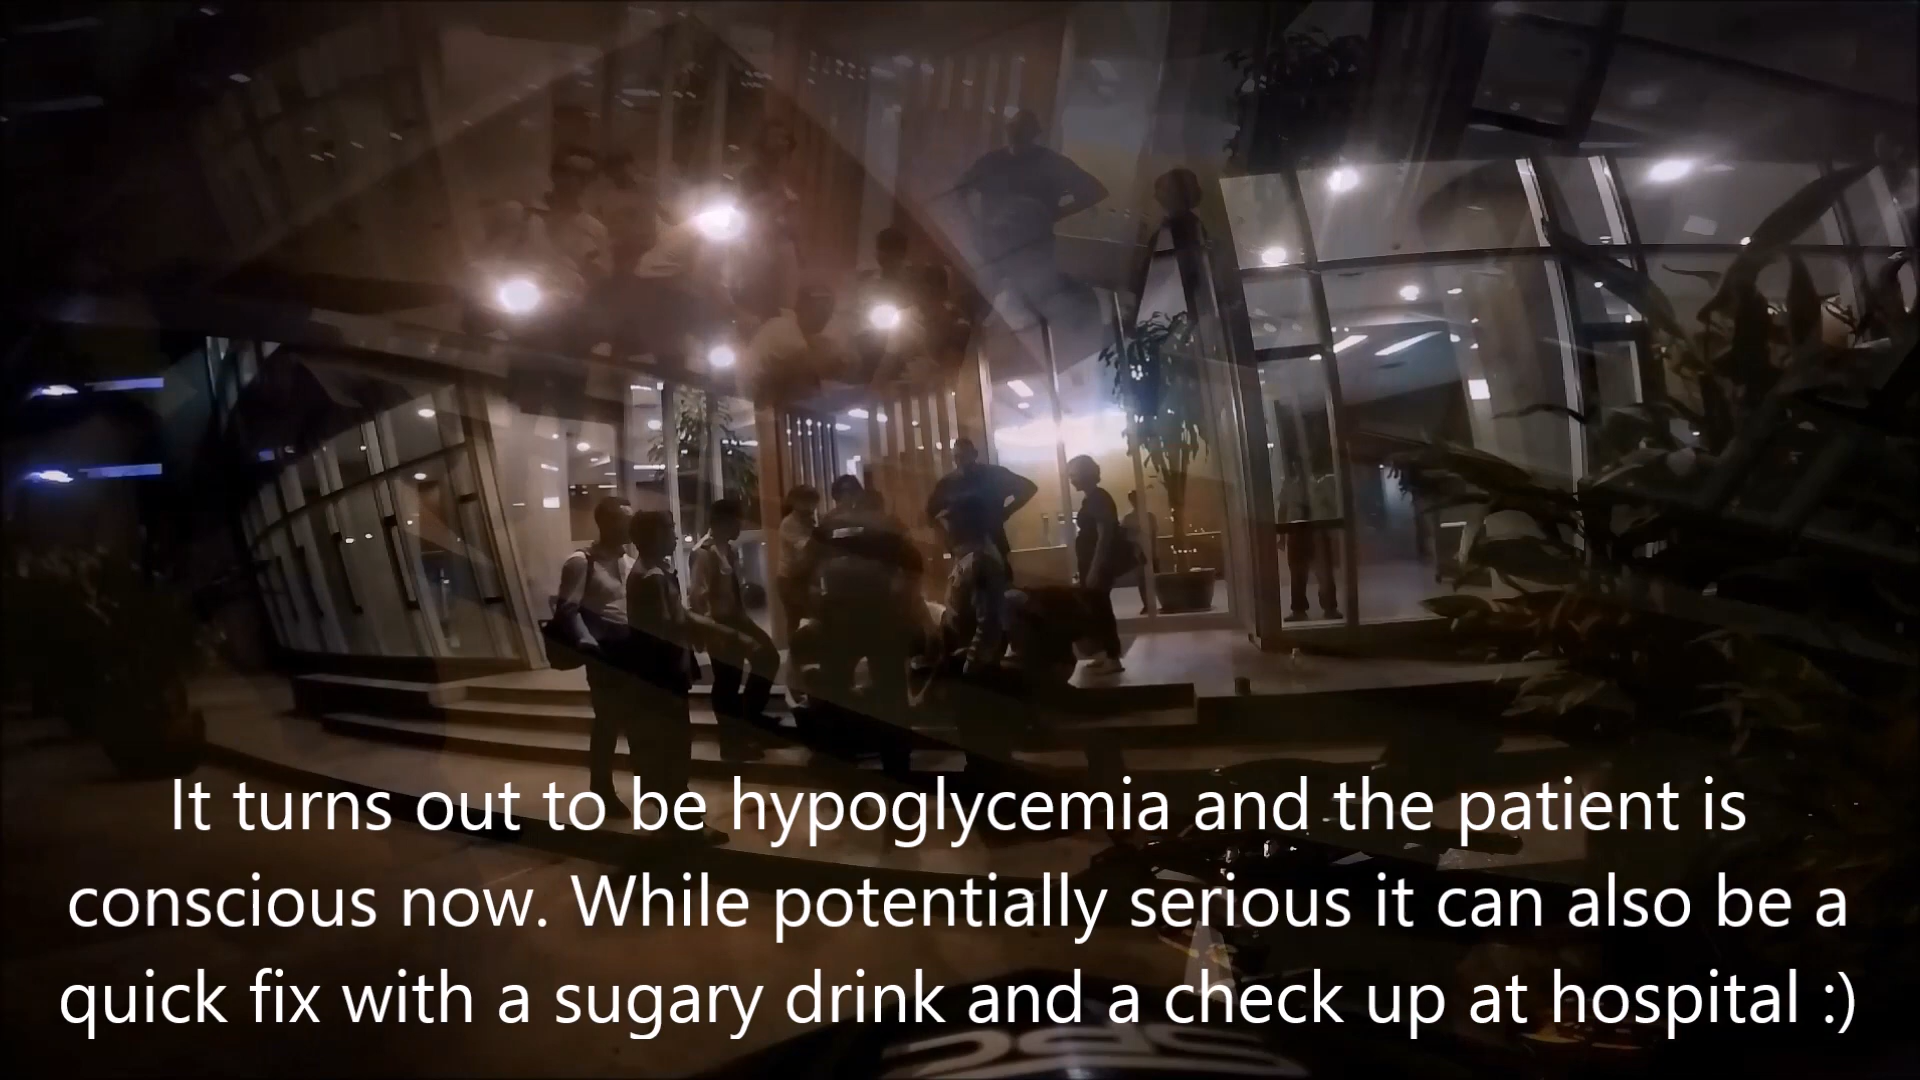 It turns out to be hypoglycemia and the patient is
conscious now. While potentially serious it can also be a
quick fix with a sugary drink and a check up at hospital :)